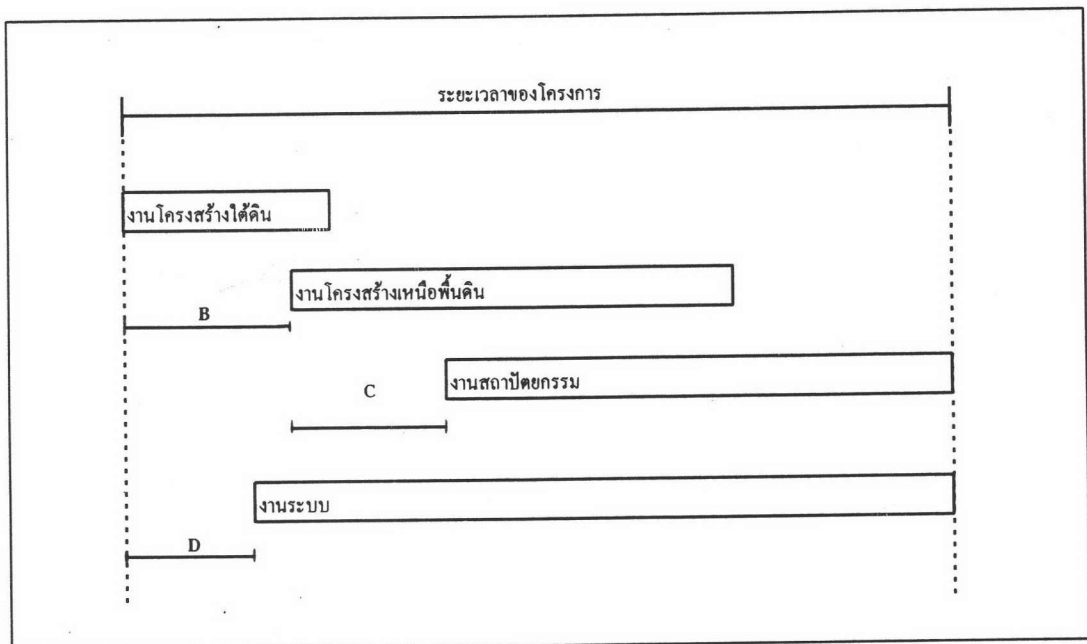 ระยะเวลาของโครงการ
งานโครงสร้างใต้ดิน
งานโครงสร้างเหนือพื้นดิน
B
งานสถาปัตยกรรม
C
งานระบบ
D